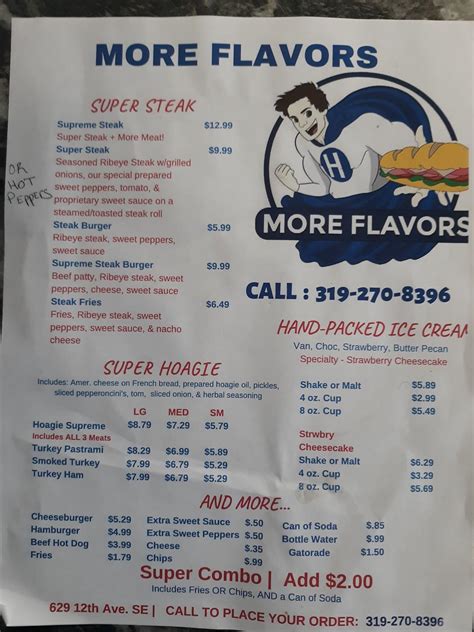 MORE FLAVORS
SUPER STEAK
Supreme Steak $12.99
Super Steak + More Meat!
Super Steak $9.99
Seasoned Ribeye Steak w/grilled
onions, our special prepared
sweet peppers, tomato, &
proprietary sweet sauce on a
steamed/toasted steak roll
OR
HOT
PEPPERS
Steak Burger $5.99
Ribeye steak, sweet peppers,
sweet sauce
Supreme Steak Burger $9.99
Beef patty, Ribeye steak, sweet
peppers, cheese, sweet sauce
Steak Fries $6.49
Fries, Ribeye steak, sweet
peppers, sweet sauce, & nacho
cheese
H
MORE FLAVORS
CALL : 319-270-8396
HAND-PACKED ICE CREAM
Van, Choc, Strawberry, Butter Pecan
Specialty - Strawberry Cheesecake
Shake or Malt $5.89
4 oz. Cup $2.99
8 oz. Cup $5.49
Strwbry
Cheesecake
Shake or Malt $6.29
4 oz. Cup $3.29
8 oz. Cup $5.69
SUPER HOAGIE
Includes: Amer. cheese on French bread, prepared hoagie oil, pickles,
sliced pepperoncini's, tom, sliced onion, & herbal seasoning
LG MED SM
Hoagie Supreme $8.79 $7.29 $5.79
Includes ALL 3 Meats
Turkey Pastrami $8.29 $6.99 $5.89
Smoked Turkey $7.99 $6.79 $5.29
Turkey Ham $7.99 $6.79 $5.29
AND MORE...
Cheeseburger $5.29
Hamburger $4.99
Beef Hot Dog $3.99
Fries $1.79
Extra Sweet Sauce $.50
Extra Sweet Peppers $.50
Cheese $.35
Chips $.99
Can of Soda $.85
Bottle Water $.99
Gatorade $1.50
Super Combo | Add $2.00
Includes Fries OR Chips, AND a Can of Soda
629 12th Ave. SE | CALL TO PLACE YOUR ORDER: 319-270-8396